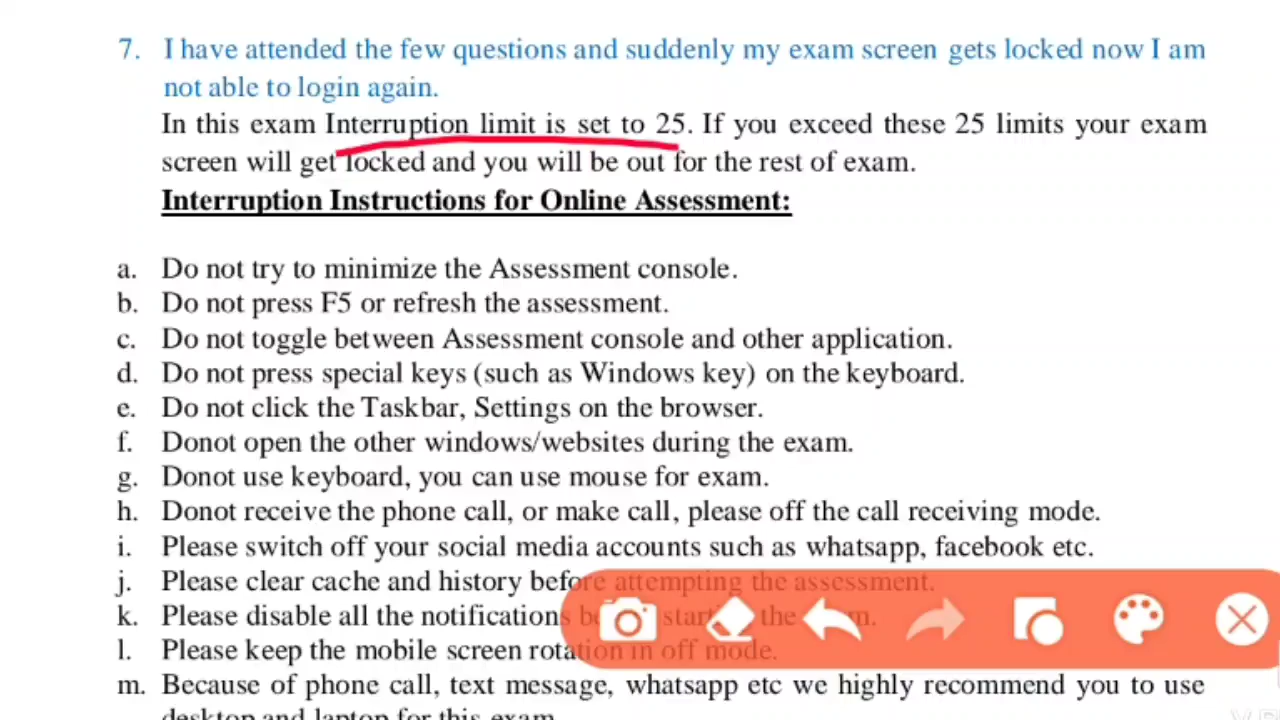 7. I have attended the few questions and suddenly my exam screen gets locked now I am
not able to login again.
In this exam Interruption limit is set to 25. If you exceed these 25 limits your exam
screen will get locked and you will be out for the rest of exam.
Interruption Instructions for Online Assessment:
a. Do not try to minimize the Assessment console.
b. Do not press F5 or refresh the assessment.
c. Do not toggle between Assessment console and other application.
d. Do not press special keys (such as Windows key) on the keyboard.
e. Do not click the Taskbar, Settings on the browser.
f. Donot open the other windows/websites during the exam.
g. Donot use keyboard, you can use mouse for exam.
h. Donot receive the phone call, or make call, please off the call receiving mode.
i. Please switch off your social media accounts such as whatsapp, facebook etc.
j. Please clear cache and history before attempting the assessment.
k. Please disable all the notifications the
l. Please keep the mobile screen rotation in off mode.
m. Because of phone call, text message, whatsapp etc we highly recommend you to use
desktop and laptop for this exam